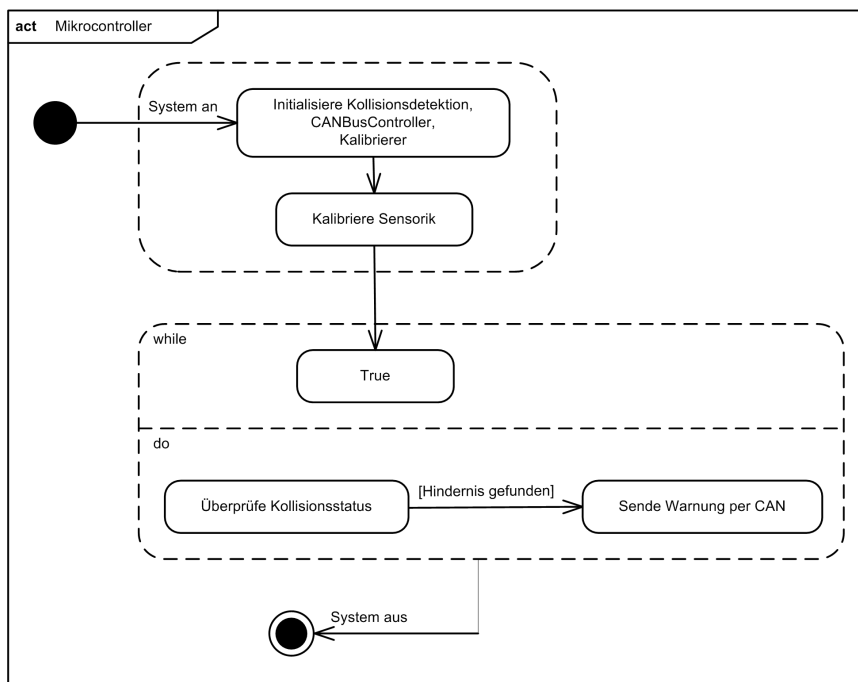 act Mikrocontroller
System an
Initialisiere Kollisionsdetektion,
CANBusController,
Kalibrierer
Kalibriere Sensorik
while
True
do
Überprüfe Kollisionsstatus
[Hindernis gefunden]
Sende Warnung per CAN
System aus